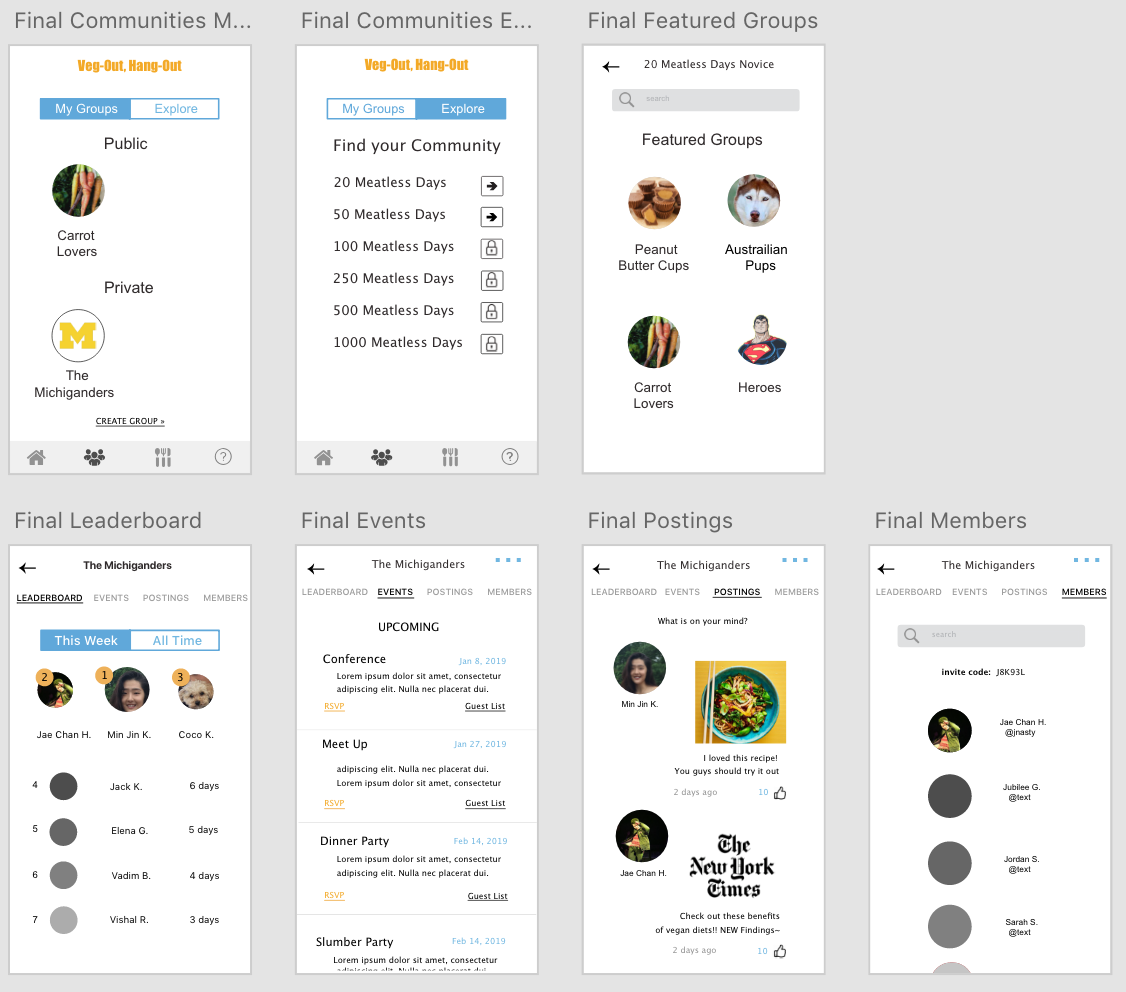 Final Communities M...
Veg-Out, Hang-Out
My Groups Explore
Public
Carrot
Lovers
Private
M
The
Michiganders
CREATE GROUP »
?
Final Communities E...
Veg-Out, Hang-Out
My Groups Explore
Find your Community
20 Meatless Days
50 Meatless Days
100 Meatless Days
250 Meatless Days
500 Meatless Days
1000 Meatless Days
?
Final Featured Groups
20 Meatless Days Novice
search
Featured Groups
Peanut
Butter Cups
Austrailian
Pups
Carrot
Lovers
Heroes
Final Leaderboard
The Michiganders
LEADERBOARD EVENTS POSTINGS MEMBERS
This Week All Time
2 1 3
Jae Chan H. Min Jin K. Coco K.
4 Jack K. 6 days
5 Elena G. 5 days
6 Vadim B. 4 days
7 Vishal R. 3 days
Final Events
The Michiganders
LEADERBOARD EVENTS POSTINGS MEMBERS
UPCOMING
Conference Jan 8, 2019
Lorem ipsum dolor sit amet, consectetur
adipiscing elit. Nulla nec placerat dui.
RSVP Guest List
Meet Up Jan 27, 2019
adipiscing elit. Nulla nec placerat dui.
Lorem ipsum dolor sit amet, consectetur
RSVP Guest List
Dinner Party Feb 14, 2019
Lorem ipsum dolor sit amet, consectetur
adipiscing elit. Nulla nec placerat dui.
RSVP Guest List
Slumber Party Feb 14, 2019
Lorem ipsum dolor sit amet, consectetur
adipiscing elit. Nulla nec placerat dui.
Final Postings
The Michiganders
LEADERBOARD EVENTS POSTINGS MEMBERS
What is on your mind?
Min Jin K.
I loved this recipe!
You guys should try it out
2 days ago 10
Jae Chan H.
The
New York
Times
Check out these benefits
of vegan diets!! NEW Findings~
2 days ago 10
Final Members
The Michiganders
LEADERBOARD EVENTS POSTINGS MEMBERS
search
invite code: J8K93L
Jae Chan H.
@jnasty
Jubilee G.
@text
Jordan S.
@text
Sarah S.
@text